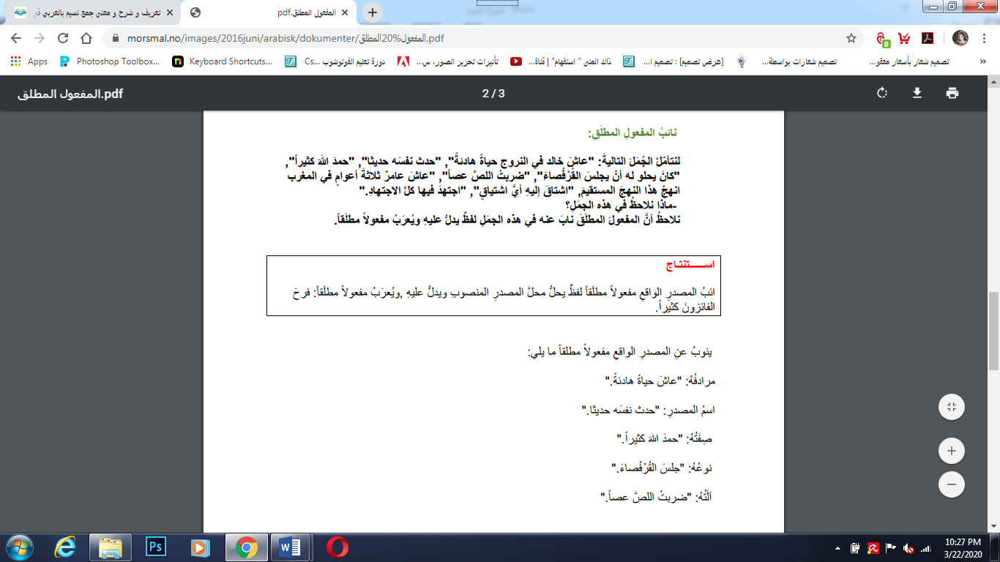 تعريف و شرح و معنى جمع نسيم بالعربي في
المفعول المطلق.pdf
morsmal.no/images/2016juni/arabisk/dokumenter/المفعول%20المطلق.pdf
Apps
Photoshop Toolbox...
Keyboard Shortcuts...
دورة تعليم الفوتوشوب Cs...
تأثيرات تحرير الصور، س...
ذاك الغبي " استفهام" | قناة...
[عرض تصميم] : تصميم ا...
تصميم شعارات بواسطة...
تصميم شعار بأسعار معقو...
»
المفعول المطلق.pdf
2 / 3
نائبُ المفعولِ المطلَقِ:
لنتأمّلْ الجُمَلَ التاليةَ: "عاشَ خالد في النروج حياةً هادئةً", "حدث نفسَه حديثا", "حمدَ اللهَ كثيراً",
"كانَ يحلو له أنْ يجلسَ القُرْفُصاءَ", "ضربتُ اللصَّ عصاً", "عاشَ عامرٌ ثلاثةَ أعوامٍ في المغرب
انهجْ هذا النهجَ المستقيمَ, "اشتاقَ إليهِ أيَّ اشتياقٍ", "اجتهدَ فيها كلَّ الاجتهادِ."
-ماذا نلاحظُ في هذه الجمَلِ؟
نلاحظُ أنَّ المفعولَ المطلَقَ نابَ عنه في هذه الجمَلِ لفظٌ يدلُّ عليهِ ويُعرَبُ مفعولاً مطلَقاً.
اســـــتنتـاج
ائبُ المصدرِ الواقعِ مفعولاً مطلَقاً لفظٌ يحلُّ محلَّ المصدرِ المنصوبِ ويدلُّ عليهِ ,ويُعرَبُ مفعولاً مطلَقاً: فرحَ
الفائزونَ كثيراً.
ينوبُ عنِ المصدرِ الواقعِ مفعولاً مطلقاً ما يلي:
مرادفُهُ: "عاشَ حياةً هادئةً."
اسمُ المصدرِ: "حدث نفسَه حديثا."
صِفَتُهُ: "حمدَ اللهَ كثيراً."
نوعُهُ: "جلسَ القُرْفُصاءَ."
آلَتُهُ: "ضربتُ اللصَّ عصاً."
0
Ps
10:27 PM
3/22/2020